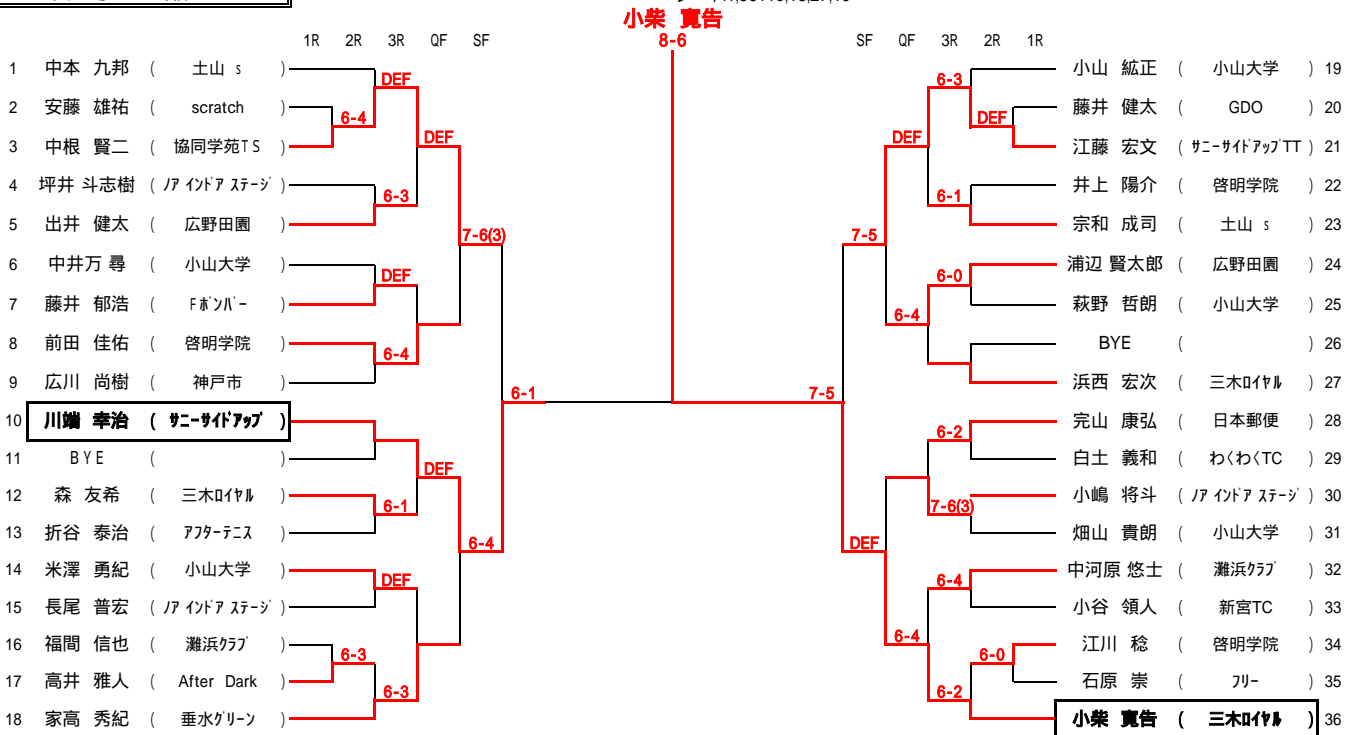 小柴 寛告
8-6
1R 2R 3R QF SF
SF QF 3R 2R 1R
1 中本 九邦 ( 土山 s )
2 安藤 雄祐 ( scratch )
3 中根 賢二 ( 協同学苑TS )
4 坪井 斗志樹 ( ﾉｱ ｲﾝﾄﾞｱ ｽﾃｰｼﾞ )
5 出井 健太 ( 広野田園 )
6 中井万 尋 ( 小山大学 )
7 藤井 郁浩 ( Fﾎﾞﾝﾊﾞｰ )
8 前田 佳佑 ( 啓明学院 )
9 広川 尚樹 ( 神戸市 )
10 川端 幸治 ( ｻﾆｰｻｲﾄﾞｱｯﾌﾟ )
11 BYE ( )
12 森 友希 ( 三木ﾛｲﾔﾙ )
13 折谷 泰治 ( ｱﾌﾀｰﾃﾆｽ )
14 米澤 勇紀 ( 小山大学 )
15 長尾 普宏 ( ﾉｱ ｲﾝﾄﾞｱ ｽﾃｰｼﾞ )
16 福間 信也 ( 灘浜ｸﾗﾌﾞ )
17 高井 雅人 ( After Dark )
18 家高 秀紀 ( 垂水ｸﾞﾘｰﾝ )
6-4
6-3
DEF
6-3
DEF
6-4
6-1
DEF
6-3
DEF
DEF
7-6(3)
6-4
6-1
小山 紘正 ( 小山大学 ) 19
藤井 健太 ( GDO ) 20
江藤 宏文 ( ｻﾆｰｻｲﾄﾞｱｯﾌﾟTT ) 21
井上 陽介 ( 啓明学院 ) 22
宗和 成司 ( 土山 s ) 23
浦辺 賢太郎 ( 広野田園 ) 24
萩野 哲朗 ( 小山大学 ) 25
BYE ( ) 26
浜西 宏次 ( 三木ﾛｲﾔﾙ ) 27
完山 康弘 ( 日本郵便 ) 28
白土 義和 ( わくわくTC ) 29
小嶋 将斗 ( ﾉｱ ｲﾝﾄﾞｱ ｽﾃｰｼﾞ ) 30
畑山 貴朗 ( 小山大学 ) 31
中河原 悠士 ( 灘浜ｸﾗﾌﾞ ) 32
小谷 領人 ( 新宮TC ) 33
江川 稔 ( 啓明学院 ) 34
石原 崇 ( ﾌﾘｰ ) 35
小柴 寛告 ( 三木ﾛｲﾔﾙ ) 36
DEF
6-0
6-3
6-1
6-0
6-2
7-6(3)
6-4
6-2
DEF
6-4
6-4
7-5
DEF
7-5